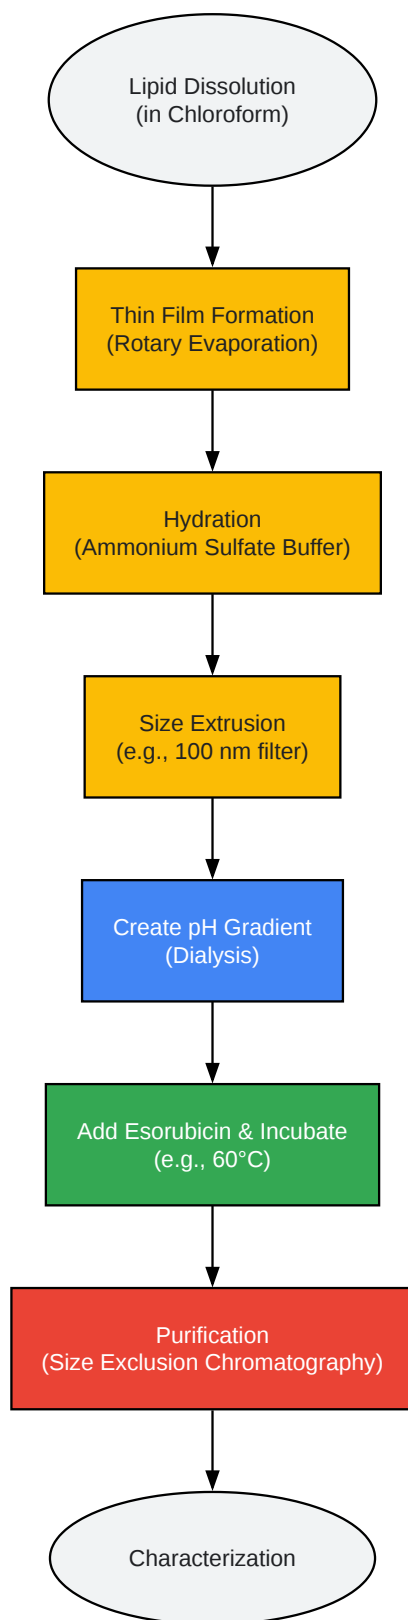 Lipid Dissolution
(in Chloroform)
Thin Film Formation
(Rotary Evaporation)
Hydration
(Ammonium Sulfate Buffer)
Size Extrusion
(e.g., 100 nm filter)
Create pH Gradient
(Dialysis)
Add Esorubicin & Incubate
(e.g., 60°C)
Purification
(Size Exclusion Chromatography)
Characterization